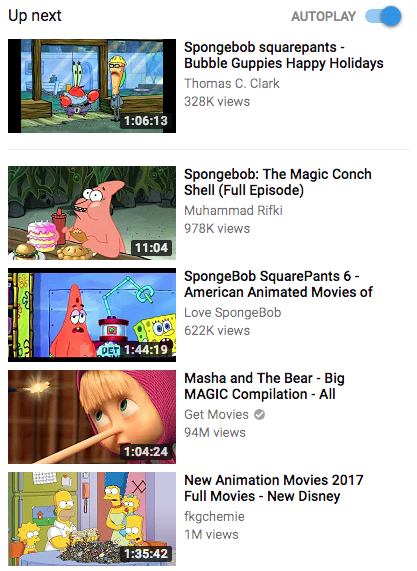 Up next
AUTOPLAY
1:06:13
Spongebob squarepants -
Bubble Guppies Happy Holidays
Thomas C. Clark
328K views
11:04
Spongebob: The Magic Conch
Shell (Full Episode)
Muhammad Rifki
978K views
DET
1:44:19
SpongeBob SquarePants 6 -
American Animated Movies of
Love SpongeBob
622K views
1:04:24
Masha and The Bear - Big
MAGIC Compilation - All
Get Movies
94M views
1:35:42
New Animation Movies 2017
Full Movies - New Disney
fkgchemie
1M views